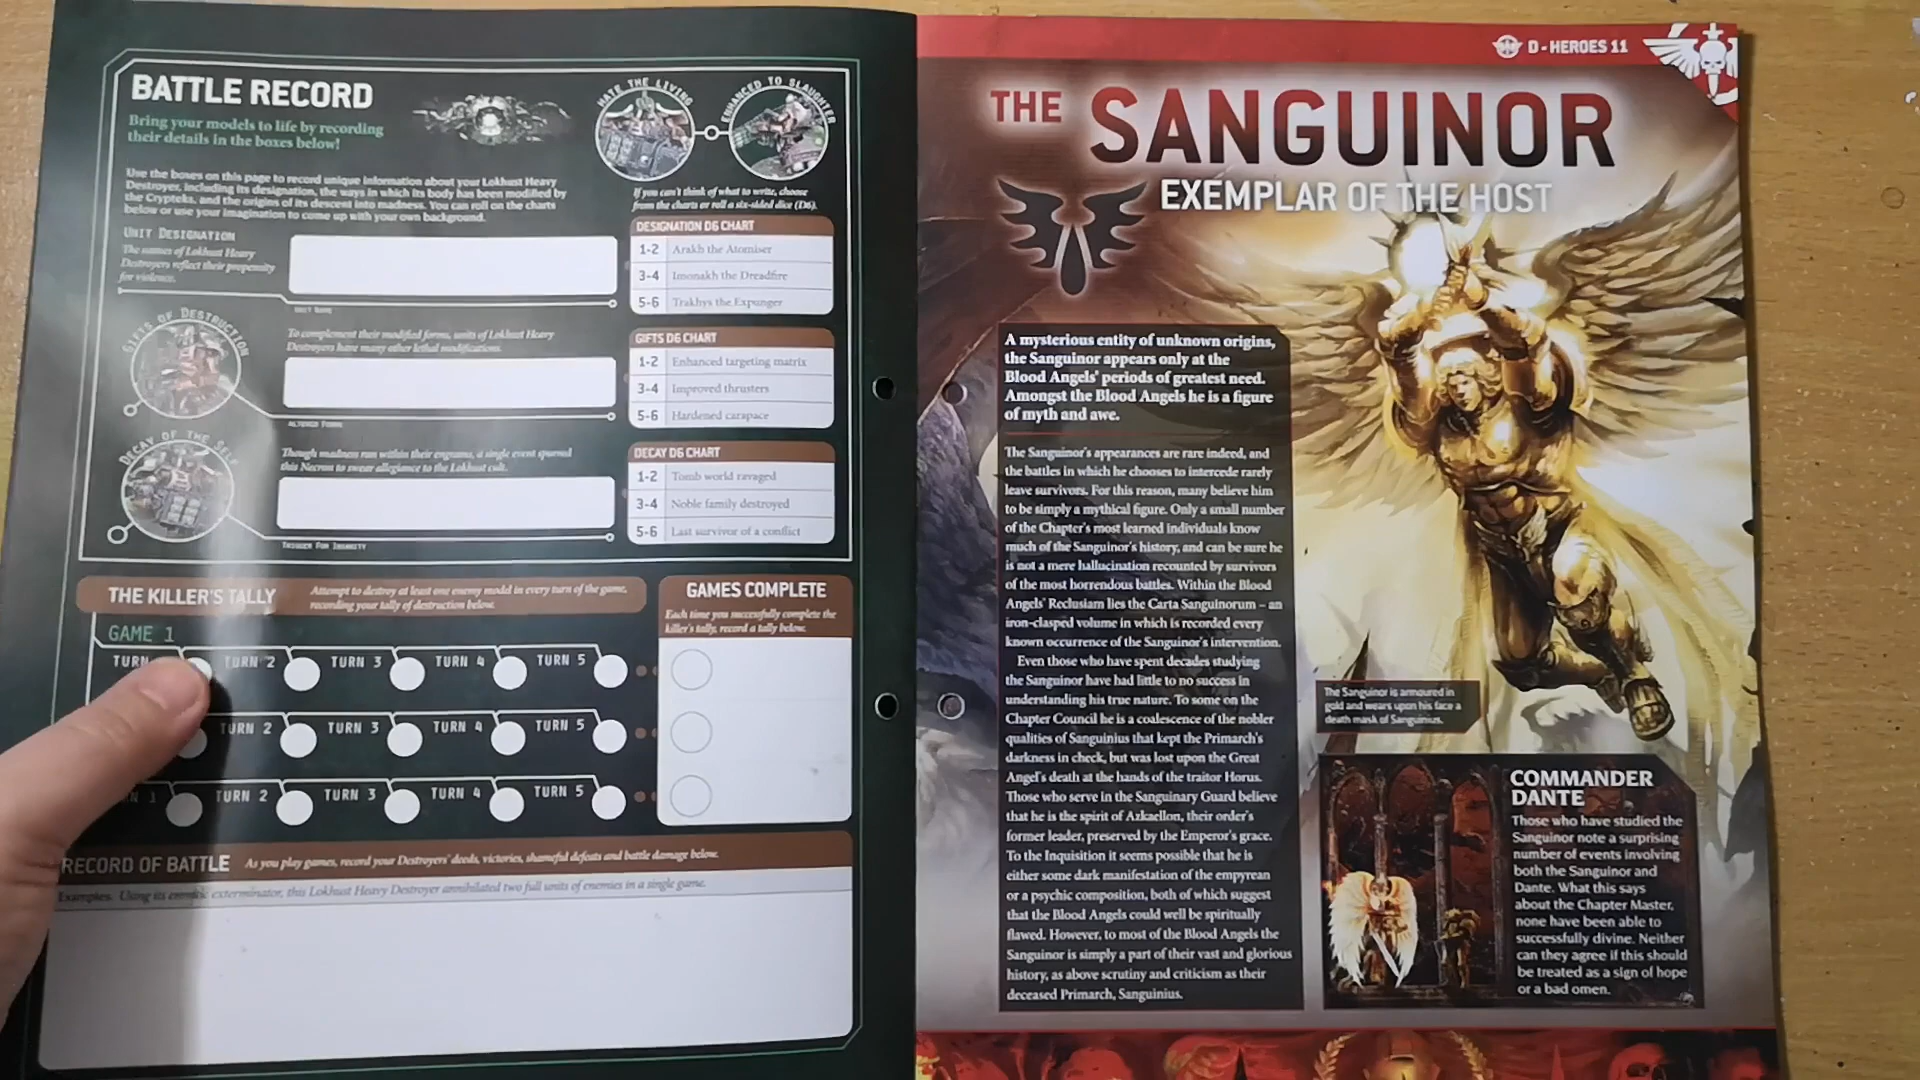 BATTLE RECORD
Bring your models to life by recording
their details in the boxes below!
HATE THE LIVING
ENHANCED TO SLAUGHTER
Use the boxes on this page to record unique information about your Lokhust Heavy
Destroyer, including its designation, the ways in which its body has been modified by
the Crypteks, and the origins of its descent into madness. You can roll on the charts
below or use your imagination to come up with your own background.
If you can't think of what to write, choose
from the charts or roll a six-sided dice (D6).
UNIT DESIGNATION
The names of Lokhust Heavy
Destroyers reflect their propensity
for violence.
UNIT NAME
DESIGNATION D6 CHART
1-2 Arakh the Atomiser
3-4 Imonakh the Dreadfire
5-6 Trakhys the Expunger
GIFTS OF DESTRUCTION
To complement their modified forms, units of Lokhust Heavy
Destroyers have many other lethal modifications.
ALTERED FORMS
GIFTS D6 CHART
1-2 Enhanced targeting matrix
3-4 Improved thrusters
5-6 Hardened carapace
DECAY OF THE SELF
Though madness ran within their engrams, a single event spurred
this Necron to swear allegiance to the Lokhust cult.
TRIGGER FOR INSANITY
DECAY D6 CHART
1-2 Tomb world ravaged
3-4 Noble family destroyed
5-6 Last survivor of a conflict
THE KILLER'S TALLY
Attempt to destroy at least one enemy model in every turn of the game,
recording your tally of destruction below.
GAMES COMPLETE
Each time you successfully complete the
killer's tally, record a tally below.
GAME 1
TURN TURN 2 TURN 3 TURN 4 TURN 5
TURN 2 TURN 3 TURN 4 TURN 5
TURN 2 TURN 3 TURN 4 TURN 5
RECORD OF BATTLE As you play games, record your Destroyers' deeds, victories, shameful defeats and battle damage below.
Examples. Using its enmitic exterminator, this Lokhust Heavy Destroyer annihilated two full units of enemies in a single game.
D - HEROES 11
THE SANGUINOR
EXEMPLAR OF THE HOST
A mysterious entity of unknown origins,
the Sanguinor appears only at the
Blood Angels' periods of greatest need.
Amongst the Blood Angels he is a figure
of myth and awe.
The Sanguinor's appearances are rare indeed, and
the battles in which he chooses to intercede rarely
leave survivors. For this reason, many believe him
to be simply a mythical figure. Only a small number
of the Chapter's most learned individuals know
much of the Sanguinor's history, and can be sure he
is not a mere hallucination recounted by survivors
of the most horrendous battles. Within the Blood
Angels' Reclusiam lies the Carta Sanguinorum – an
iron-clasped volume in which is recorded every
known occurrence of the Sanguinor's intervention.
Even those who have spent decades studying
the Sanguinor have had little to no success in
understanding his true nature. To some on the
Chapter Council he is a coalescence of the nobler
qualities of Sanguinius that kept the Primarch's
darkness in check, but was lost upon the Great
Angel's death at the hands of the traitor Horus.
Those who serve in the Sanguinary Guard believe
that he is the spirit of Azkaellon, their order's
former leader, preserved by the Emperor's grace.
To the Inquisition it seems possible that he is
either some dark manifestation of the empyrean
or a psychic composition, both of which suggest
that the Blood Angels could well be spiritually
flawed. However, to most of the Blood Angels the
Sanguinor is simply a part of their vast and glorious
history, as above scrutiny and criticism as their
deceased Primarch, Sanguinius.
The Sanguinor is armoured in
gold and wears upon his face a
death mask of Sanguinius.
COMMANDER
DANTE
Those who have studied the
Sanguinor note a surprising
number of events involving
both the Sanguinor and
Dante. What this says
about the Chapter Master,
none have been able to
successfully divine. Neither
can they agree if this should
be treated as a sign of hope
or a bad omen.